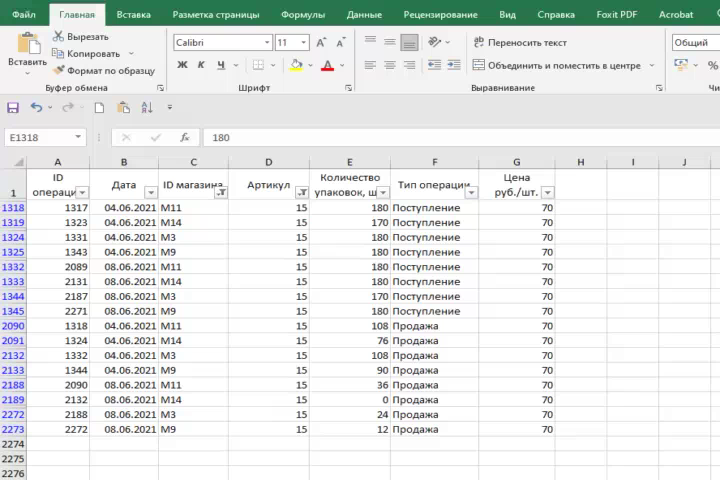 Файл Главная Вставка Разметка страницы Формулы Данные Рецензирование Вид Справка Foxit PDF Acrobat
Вставить
Вырезать
Копировать
Формат по образцу
Буфер обмена
Calibri 11
Ж К Ч
Шрифт
Переносить текст
Объединить и поместить в центре
Выравнивание
Общий
%
E1318 fx 180
A B C D E F G H I J
1 ID операци Дата ID магазина Артикул Количество упаковок, ш Тип операции Цена руб./шт.
1318 1317 04.06.2021 M11 15 180 Поступление 70
1319 1323 04.06.2021 M14 15 170 Поступление 70
1324 1331 04.06.2021 M3 15 180 Поступление 70
1325 1343 04.06.2021 M9 15 180 Поступление 70
1332 2089 08.06.2021 M11 15 180 Поступление 70
1333 2131 08.06.2021 M14 15 180 Поступление 70
1344 2187 08.06.2021 M3 15 170 Поступление 70
1345 2271 08.06.2021 M9 15 180 Поступление 70
2090 1318 04.06.2021 M11 15 108 Продажа 70
2091 1324 04.06.2021 M14 15 76 Продажа 70
2132 1332 04.06.2021 M3 15 108 Продажа 70
2133 1344 04.06.2021 M9 15 90 Продажа 70
2188 2090 08.06.2021 M11 15 36 Продажа 70
2189 2132 08.06.2021 M14 15 0 Продажа 70
2272 2188 08.06.2021 M3 15 24 Продажа 70
2273 2272 08.06.2021 M9 15 12 Продажа 70
2274
2275
2276